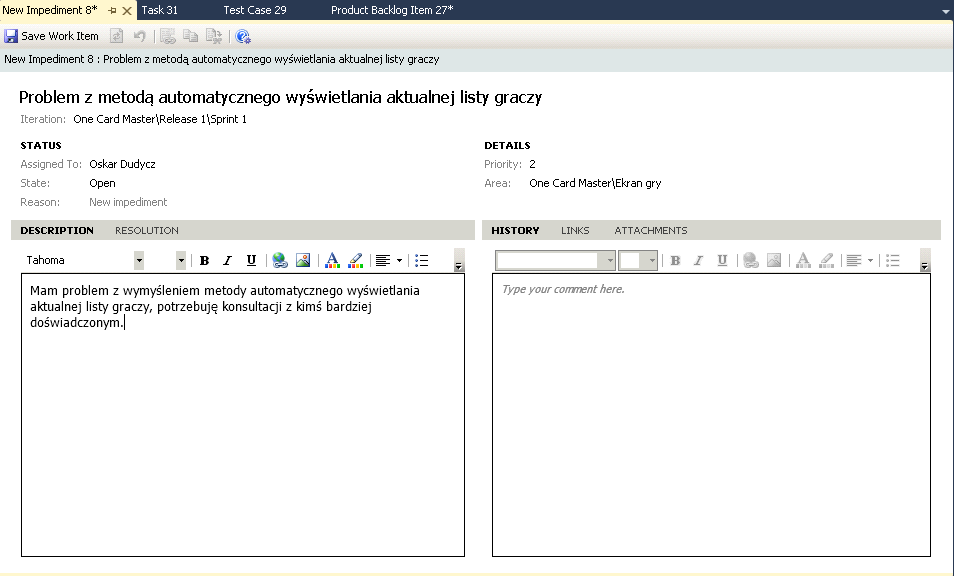 New Impediment 8* Task 31 Test Case 29 Product Backlog Item 27*
Save Work Item
New Impediment 8 : Problem z metodą automatycznego wyświetlania aktualnej listy graczy
Problem z metodą automatycznego wyświetlania aktualnej listy graczy
Iteration: One Card Master\Release 1\Sprint 1
STATUS
Assigned To: Oskar Dudycz
State: Open
Reason: New impediment
DETAILS
Priority: 2
Area: One Card Master\Ekran gry
DESCRIPTION RESOLUTION
Tahoma B I U
Mam problem z wymyśleniem metody automatycznego wyświetlania
aktualnej listy graczy, potrzebuję konsultacji z kimś bardziej
doświadczonym.
HISTORY LINKS ATTACHMENTS
B I U
Type your comment here.